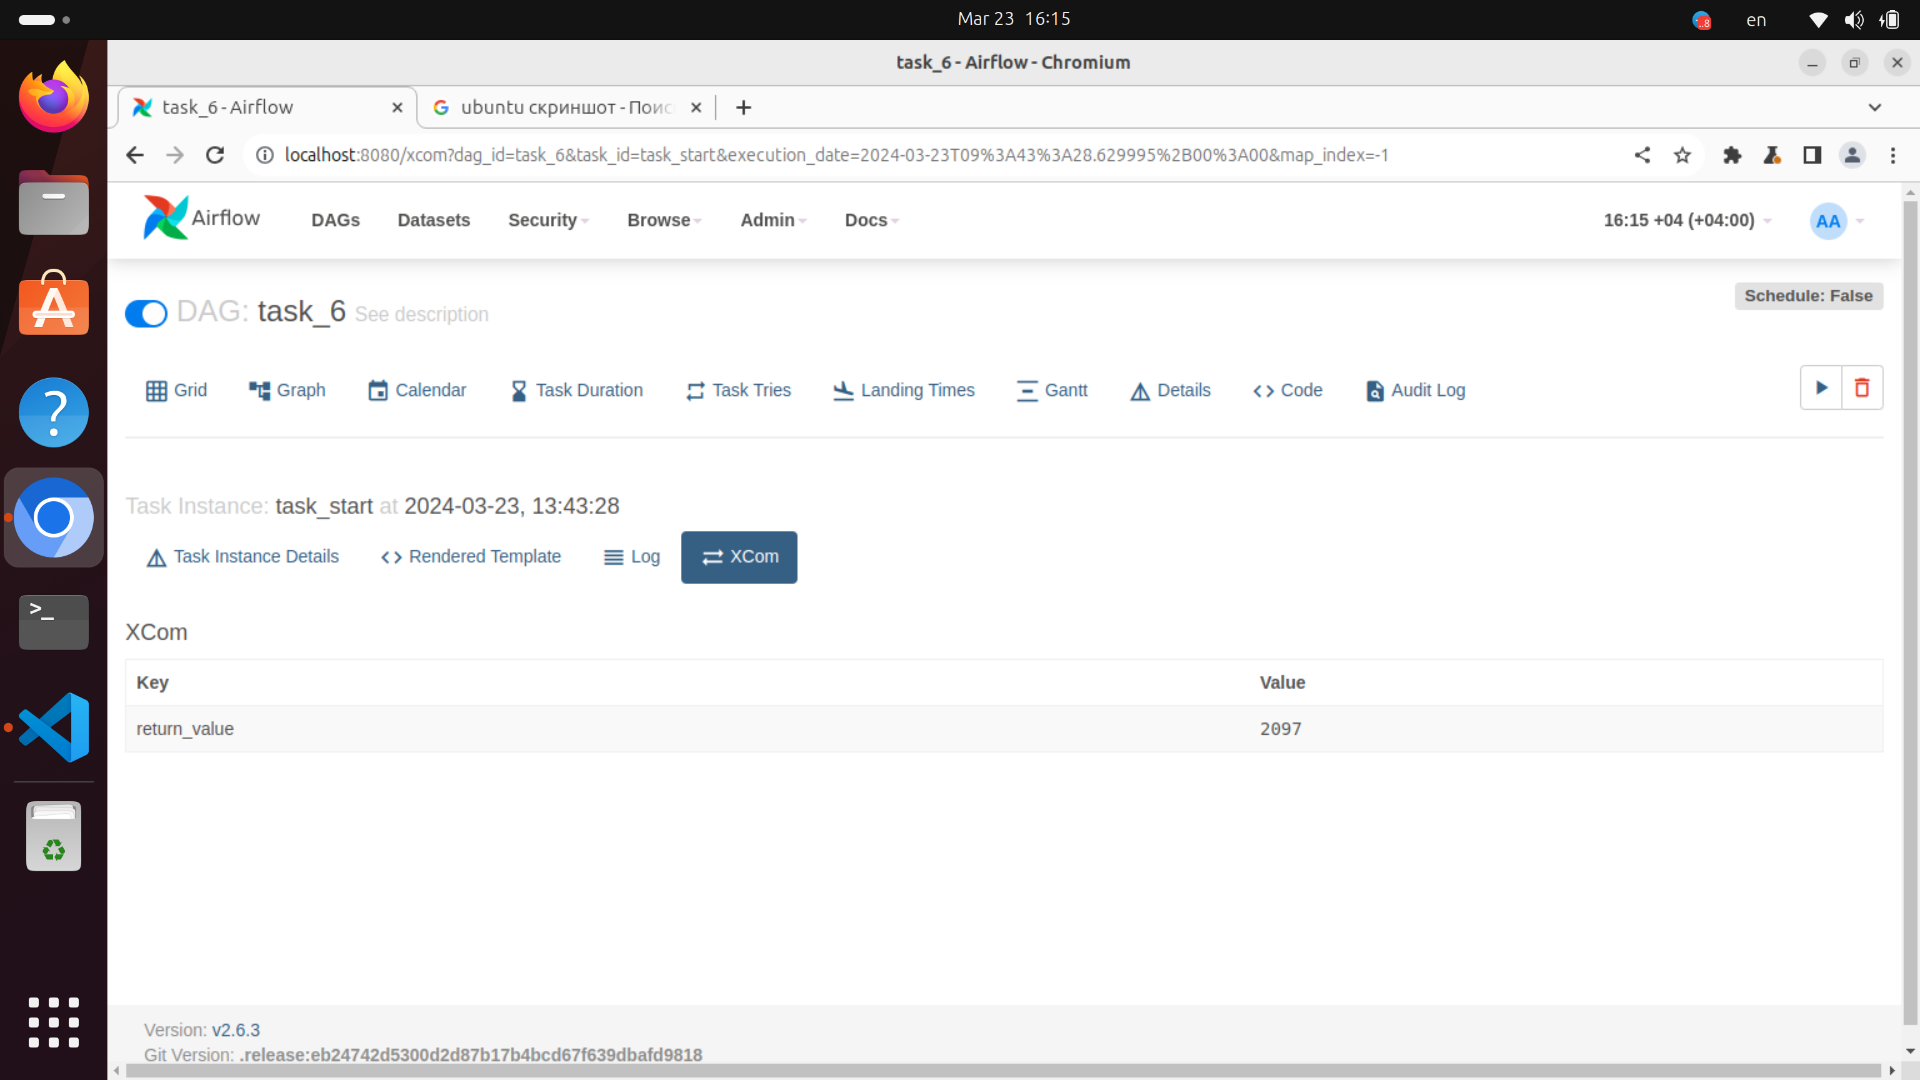 Mar 23 16:15
en
task_6 - Airflow - Chromium
task_6 - Airflow
ubuntu скриншот - Поис
localhost:8080/xcom?dag_id=task_6&task_id=task_start&execution_date=2024-03-23T09%3A43%3A28.629995%2B00%3A00&map_index=-1
Airflow DAGs Datasets Security Browse Admin Docs 16:15 +04 (+04:00) AA
DAG: task_6 See description
Schedule: False
Grid Graph Calendar Task Duration Task Tries Landing Times Gantt Details Code Audit Log
Task Instance: task_start at 2024-03-23, 13:43:28
Task Instance Details Rendered Template Log XCom
XCom
Key Value
return_value 2097
Version: v2.6.3
Git Version: .release:eb24742d5300d2d87b17b4bcd67f639dbafd9818